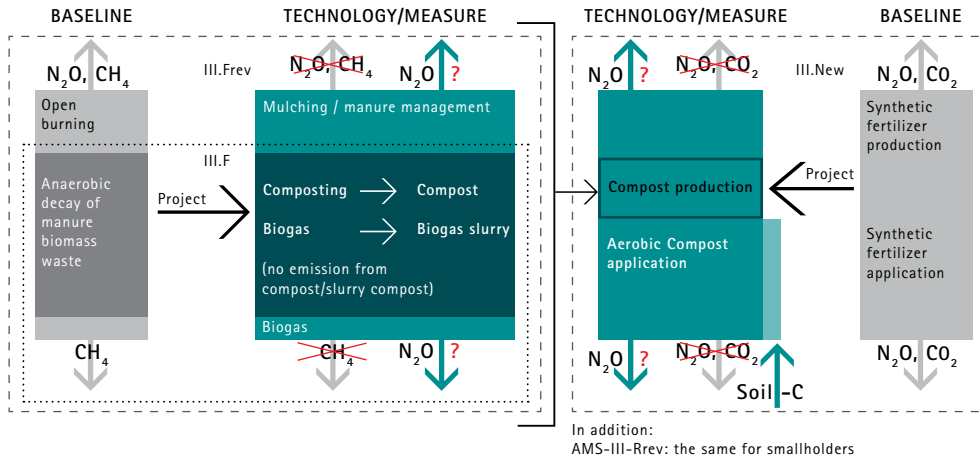 BASELINE
TECHNOLOGY/MEASURE
N₂O, CH₄
III.Frev
N₂O, CH₄
N₂O ?
Open
burning
Mulching / manure management
III.F
Anaerobic
decay of
manure
biomass
waste
Project
Composting
Compost
Biogas
Biogas slurry
(no emission from
compost/slurry compost)
Biogas
CH₄
CH₄
N₂O ?
TECHNOLOGY/MEASURE
BASELINE
N₂O ?
N₂O, CO₂
III.New
N₂O, CO₂
Synthetic
fertilizer
production
Compost production
Project
Aerobic Compost
application
Synthetic
fertilizer
application
N₂O ?
N₂O, CO₂
N₂O, CO₂
Soil -C
In addition:
AMS-III-Rrev: the same for smallholders